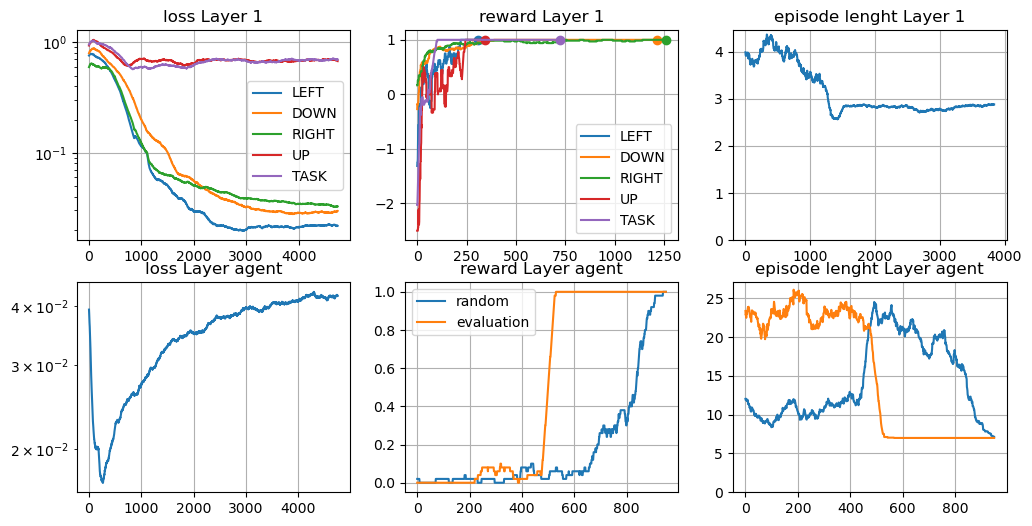 loss Layer 1
10^0
10^-1
LEFT
DOWN
RIGHT
UP
TASK
0 1000 2000 3000 4000
reward Layer 1
1
0
−1
−2
LEFT
DOWN
RIGHT
UP
TASK
0 250 500 750 1000 1250
episode lenght Layer 1
4
3
2
1
0
0 1000 2000 3000 4000
loss Layer agent
4 × 10^-2
3 × 10^-2
2 × 10^-2
0 1000 2000 3000 4000
reward Layer agent
1.0
0.8
0.6
0.4
0.2
0.0
random
evaluation
0 200 400 600 800
episode lenght Layer agent
25
20
15
10
5
0
0 200 400 600 800